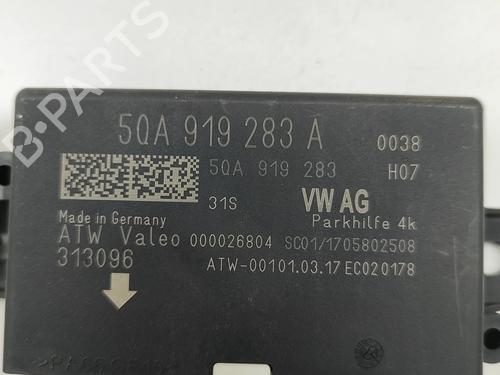 5QA 919 283 A 0038
5QA 919 283 H07
31S VW AG
Made in Germany Parkhilfe 4k
ATW Valeo 000026804 SC01/1705802508
313096 ATW-00101.03.17 EC020178